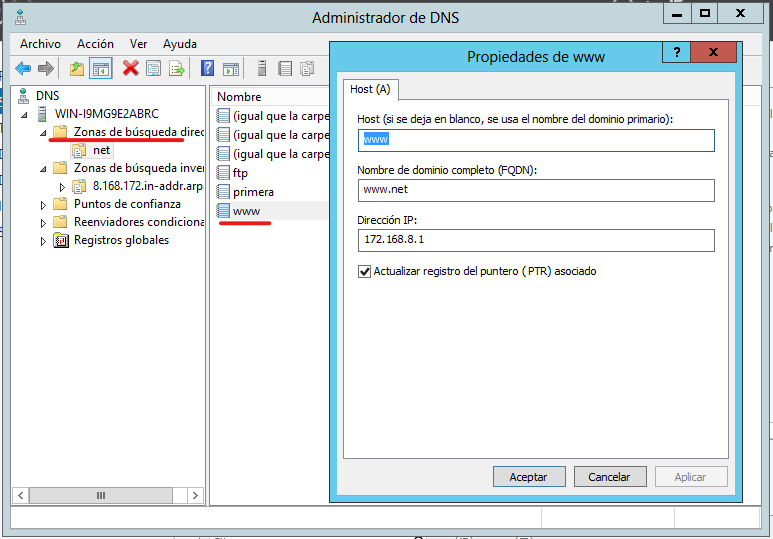 Administrador de DNS
Archivo Acción Ver Ayuda
DNS
WIN-I9MG9E2ABRC
Zonas de búsqueda direc
net
Zonas de búsqueda inver
8.168.172.in-addr.arpa
Puntos de confianza
Reenviadores condiciona
Registros globales
Nombre
(igual que la carpe
(igual que la carpe
(igual que la carpe
ftp
primera
www
Propiedades de www
Host (A)
Host (si se deja en blanco, se usa el nombre del dominio primario):
www
Nombre de dominio completo (FQDN):
www.net
Dirección IP:
172.168.8.1
Actualizar registro del puntero (PTR) asociado
Aceptar Cancelar Aplicar